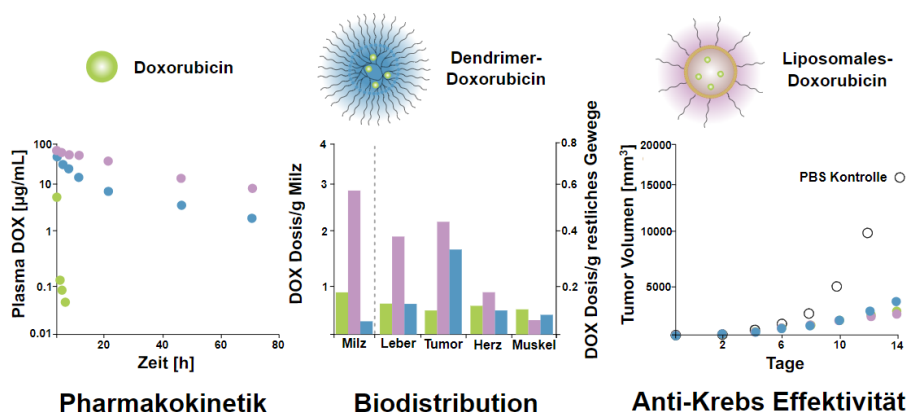 Doxorubicin
Dendrimer-
Doxorubicin
Liposomales-
Doxorubicin
Plasma DOX [µg/mL]
100
10
1
0.1
0.01
20
40
60
80
Zeit [h]
Pharmakokinetik
DOX Dosis/g Milz
4
3
2
1
0.8
0.6
0.4
0.2
DOX Dosis/g restliches Gewege
Milz
Leber
Tumor
Herz
Muskel
Biodistribution
Tumor Volumen [mm³]
20000
15000
10000
5000
PBS Kontrolle
2
4
6
8
10
12
14
Tage
Anti-Krebs Effektivität